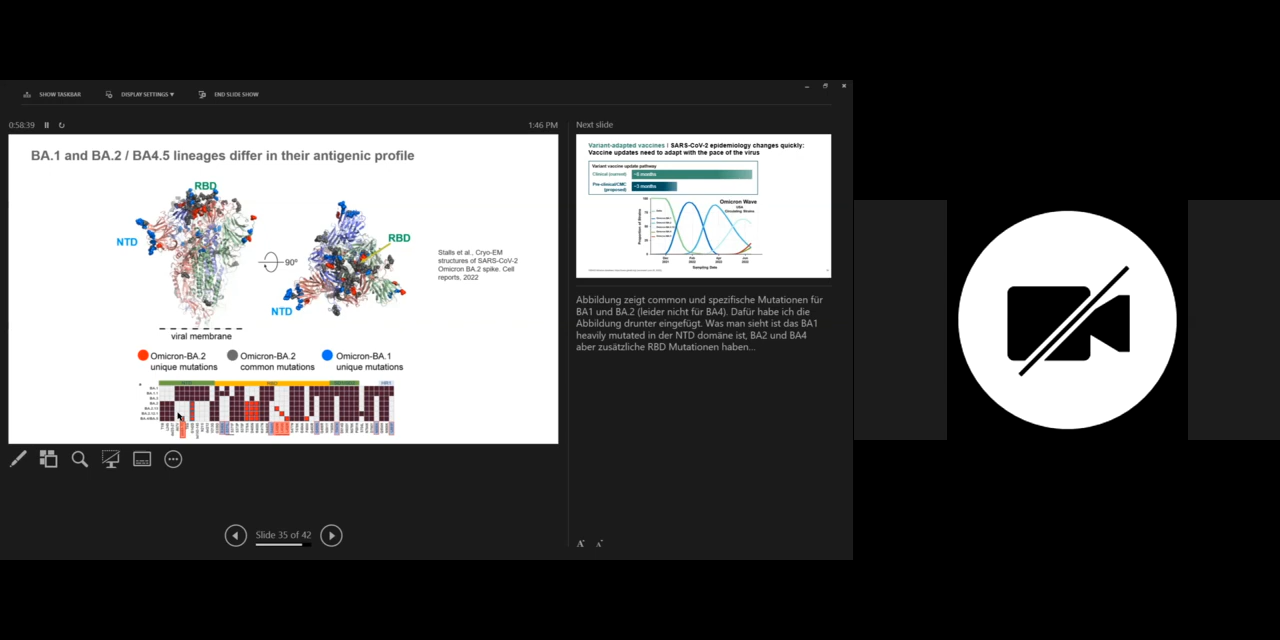 SHOW TASKBAR
DISPLAY SETTINGS ▼
END SLIDE SHOW
0:58:39
1:46 PM
BA.1 and BA.2 / BA4.5 lineages differ in their antigenic profile
RBD
NTD
90°
RBD
NTD
viral membrane
Stalls et al., Cryo-EM
structures of SARS-CoV-2
Omicron BA.2 spike. Cell
reports, 2022
Omicron-BA.2
unique mutations
Omicron-BA.2
common mutations
Omicron-BA.1
unique mutations
Slide 35 of 42
Next slide
Variant-adapted vaccines | SARS-CoV-2 epidemiology changes quickly:
Vaccine updates need to adapt with the pace of the virus
Variant vaccine update pathway
Clinical (current)
~6 months
Pre-clinical/CMC
(proposed)
~3 months
Omicron Wave
Circulating Strains
Proportion of Strains
Sampling Date
Abbildung zeigt common und spezifische Mutationen für
BA1 und BA.2 (leider nicht für BA4). Dafür habe ich die
Abbildung drunter eingefügt. Was man sieht ist das BA1
heavily mutated in der NTD domäne ist, BA2 und BA4
aber zusätzliche RBD Mutationen haben...